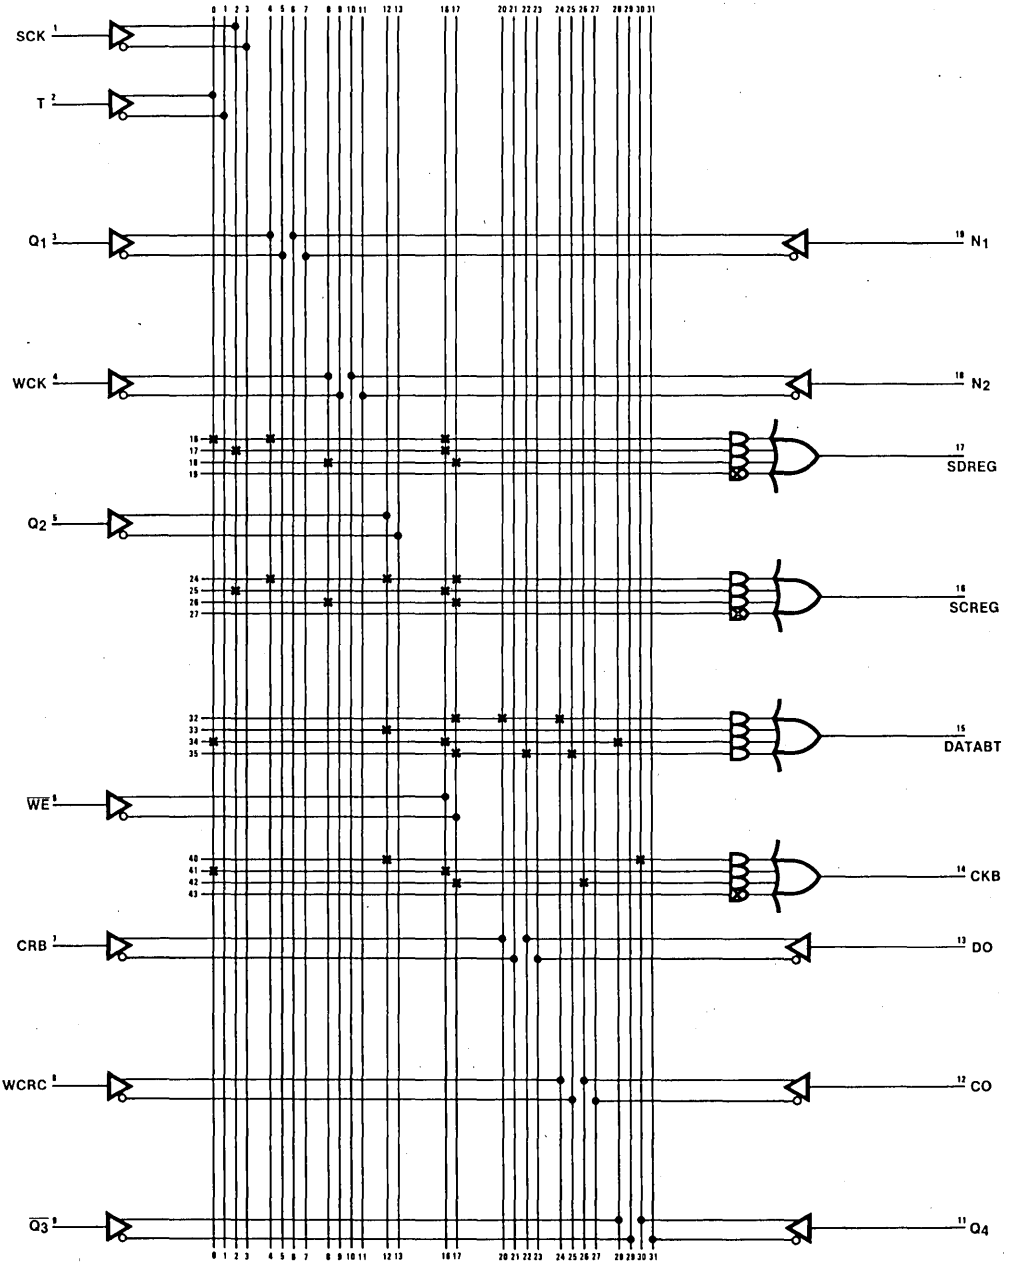 0 1 2 3 4 5 6 7 8 9 10 11 12 13 16 17 20 21 22 23 24 25 26 27 28 29 30 31
SCK 1
T 2
Q1 3
19 N1
WCK 4
18 N2
16
17
18
19
17
SDREG
Q2 5
24
25
26
27
16
SCREG
32
33
34
35
15
DATABT
WE 6
40
41
42
43
14 CKB
CRB 7
13 DO
WCRC 8
12 CO
Q3 9
11 Q4
0 1 2 3 4 5 6 7 8 9 10 11 12 13 16 17 20 21 22 23 24 25 26 27 28 29 30 31